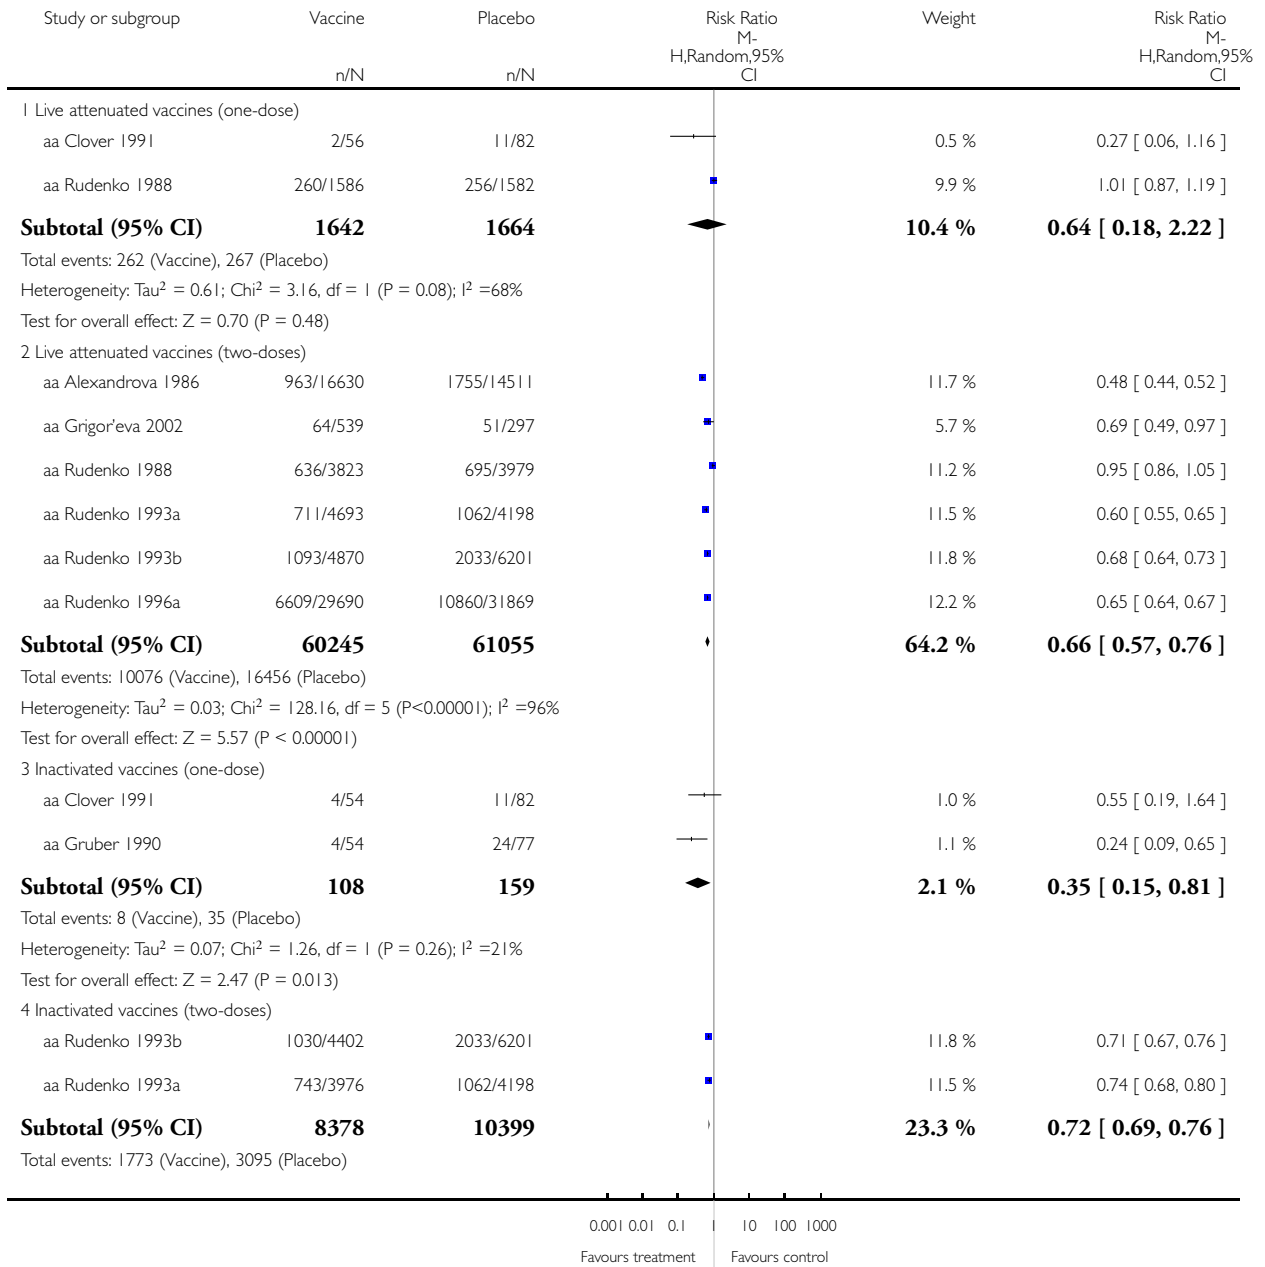 Study or subgroup Vaccine Placebo Risk Ratio Weight Risk Ratio
M- M-
H,Random,95% H,Random,95%
n/N n/N CI CI
1 Live attenuated vaccines (one-dose)
aa Clover 1991 2/56 11/82 0.5 % 0.27 [ 0.06, 1.16 ]
aa Rudenko 1988 260/1586 256/1582 9.9 % 1.01 [ 0.87, 1.19 ]
Subtotal (95% CI) 1642 1664 10.4 % 0.64 [ 0.18, 2.22 ]
Total events: 262 (Vaccine), 267 (Placebo)
Heterogeneity: Tau² = 0.61; Chi² = 3.16, df = 1 (P = 0.08); I² =68%
Test for overall effect: Z = 0.70 (P = 0.48)
2 Live attenuated vaccines (two-doses)
aa Alexandrova 1986 963/16630 1755/14511 11.7 % 0.48 [ 0.44, 0.52 ]
aa Grigor'eva 2002 64/539 51/297 5.7 % 0.69 [ 0.49, 0.97 ]
aa Rudenko 1988 636/3823 695/3979 11.2 % 0.95 [ 0.86, 1.05 ]
aa Rudenko 1993a 711/4693 1062/4198 11.5 % 0.60 [ 0.55, 0.65 ]
aa Rudenko 1993b 1093/4870 2033/6201 11.8 % 0.68 [ 0.64, 0.73 ]
aa Rudenko 1996a 6609/29690 10860/31869 12.2 % 0.65 [ 0.64, 0.67 ]
Subtotal (95% CI) 60245 61055 64.2 % 0.66 [ 0.57, 0.76 ]
Total events: 10076 (Vaccine), 16456 (Placebo)
Heterogeneity: Tau² = 0.03; Chi² = 128.16, df = 5 (P<0.00001); I² =96%
Test for overall effect: Z = 5.57 (P < 0.00001)
3 Inactivated vaccines (one-dose)
aa Clover 1991 4/54 11/82 1.0 % 0.55 [ 0.19, 1.64 ]
aa Gruber 1990 4/54 24/77 1.1 % 0.24 [ 0.09, 0.65 ]
Subtotal (95% CI) 108 159 2.1 % 0.35 [ 0.15, 0.81 ]
Total events: 8 (Vaccine), 35 (Placebo)
Heterogeneity: Tau² = 0.07; Chi² = 1.26, df = 1 (P = 0.26); I² =21%
Test for overall effect: Z = 2.47 (P = 0.013)
4 Inactivated vaccines (two-doses)
aa Rudenko 1993b 1030/4402 2033/6201 11.8 % 0.71 [ 0.67, 0.76 ]
aa Rudenko 1993a 743/3976 1062/4198 11.5 % 0.74 [ 0.68, 0.80 ]
Subtotal (95% CI) 8378 10399 23.3 % 0.72 [ 0.69, 0.76 ]
Total events: 1773 (Vaccine), 3095 (Placebo)
0.001 0.01 0.1 1 10 100 1000
Favours treatment Favours control